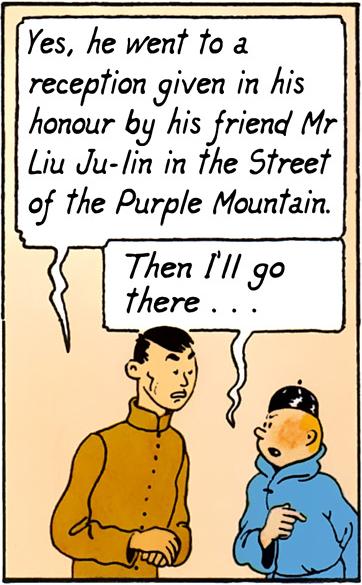 Yes, he went to a
reception given in his
honour by his friend Mr
Liu Ju-lin in the Street
of the Purple Mountain.
Then I'll go
there . . .